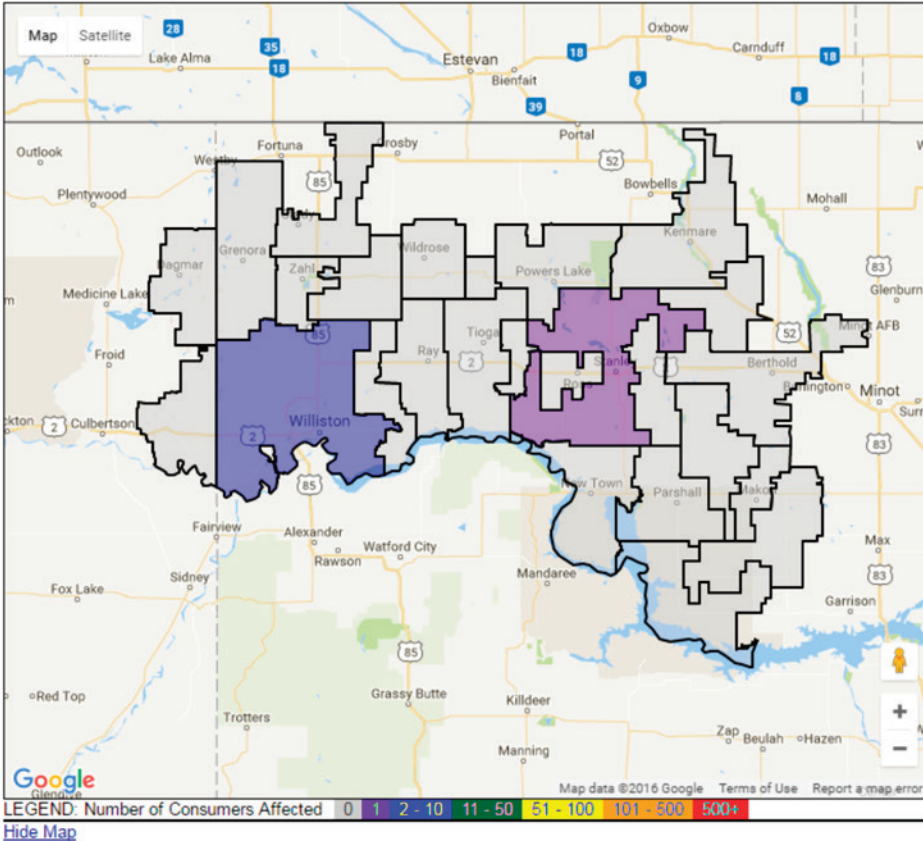 28
Oxbow
Map Satellite
35
Carnduff
Lake Alma
18
Estevan
18
18
Bienfait
9
8
39
Portal
Outlook
Fortuna
Crosby
Westby
52
85
Bowbells
Plentywood
Mohall
Kenmare
Wildrose
Grenora
Dagmar
Zahl
Powers Lake
83
Medicine Lake
Glenburn
85
Tioga
52
Minot AFB
Froid
Ray
2
Stanley
Berthold
Ross
Burlington
Minot
Culbertson
2
Williston
2
83
85
New Town
Parshall
Makoti
Fairview
Alexander
Watford City
Max
Rawson
Sidney
Mandaree
83
Fox Lake
Garrison
85
Red Top
Grassy Butte
Killdeer
+
Trotters
Zap
Beulah
Hazen
−
Manning
Google
Glendive
Map data ©2016 Google Terms of Use Report a map error
LEGEND: Number of Consumers Affected 0 1 2 - 10 11 - 50 51 - 100 101 - 500 500+
Hide Map